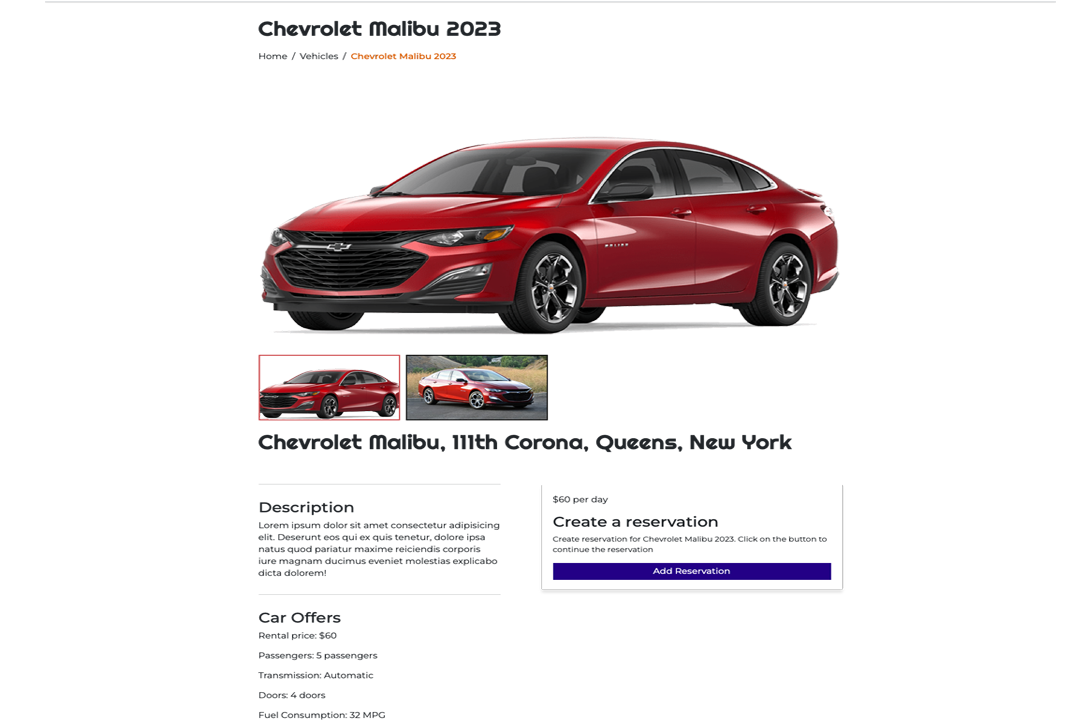 Chevrolet Malibu 2023
Home / Vehicles / Chevrolet Malibu 2023
MALIBU
Chevrolet Malibu, 111th Corona, Queens, New York
Description
Lorem ipsum dolor sit amet consectetur adipisicing
elit. Deserunt eos qui ex quis tenetur, dolore ipsa
natus quod pariatur maxime reiciendis corporis
iure magnam ducimus eveniet molestias explicabo
dicta dolorem!
Car Offers
Rental price: $60
Passengers: 5 passengers
Transmission: Automatic
Doors: 4 doors
Fuel Consumption: 32 MPG
$60 per day
Create a reservation
Create reservation for Chevrolet Malibu 2023. Click on the button to
continue the reservation
Add Reservation